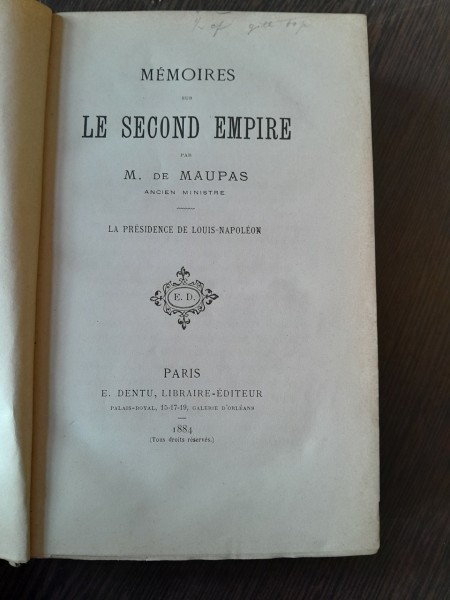 MÉMOIRES
SUR
LE SECOND EMPIRE
PAR
M. DE MAUPAS
ANCIEN MINISTRE
LA PRÉSIDENCE DE LOUIS-NAPOLÉON
E. D.
PARIS
E. DENTU, LIBRAIRE-ÉDITEUR
PALAIS-ROYAL, 15-17-19, GALERIE D'ORLÉANS
1884
(Tous droits réservés.)